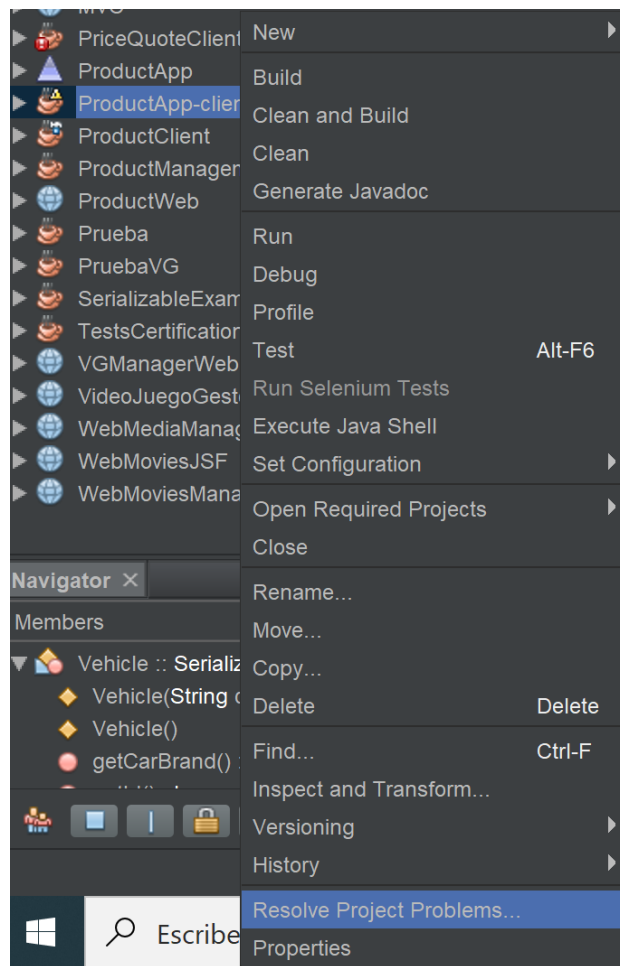 MVC
PriceQuoteClient
ProductApp
ProductApp-clien
ProductClient
ProductManager
ProductWeb
Prueba
PruebaVG
SerializableExam
TestsCertification
VGManagerWeb
VideoJuegoGest
WebMediaManag
WebMoviesJSF
WebMoviesMana
New
Build
Clean and Build
Clean
Generate Javadoc
Run
Debug
Profile
Test Alt-F6
Run Selenium Tests
Execute Java Shell
Set Configuration
Open Required Projects
Close
Rename...
Move...
Copy...
Delete Delete
Find... Ctrl-F
Inspect and Transform...
Versioning
History
Resolve Project Problems...
Properties
Navigator
Members
Vehicle :: Serializ
Vehicle(String
Vehicle()
getCarBrand() :
Escribe